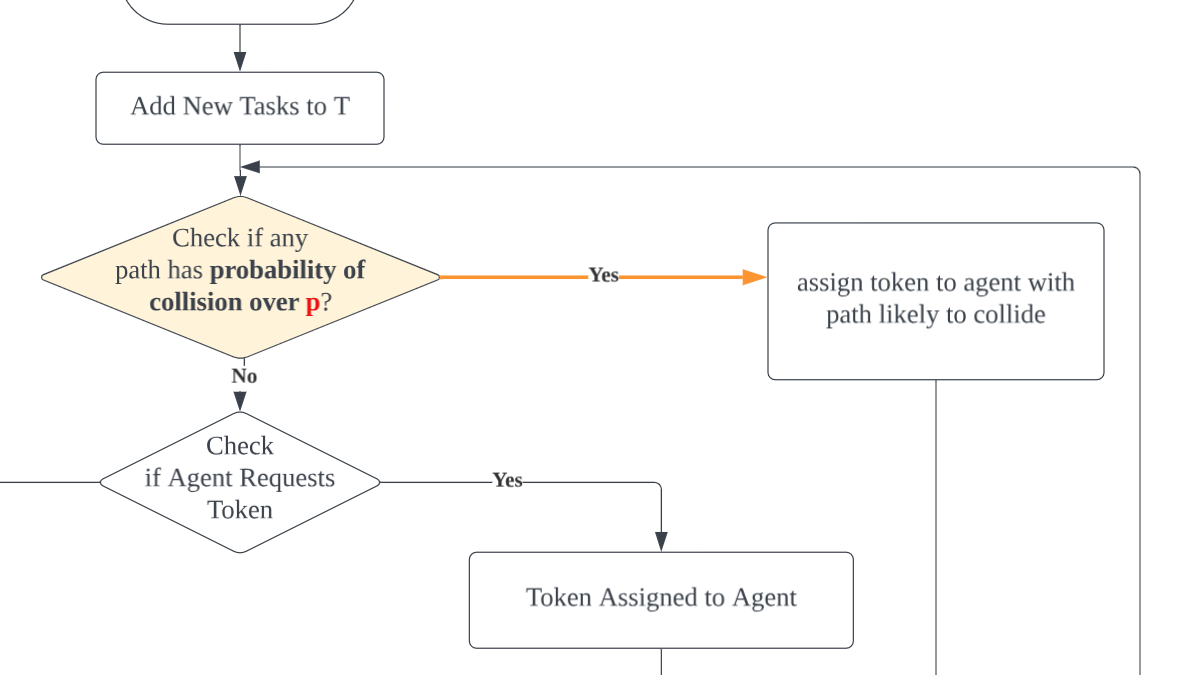 Add New Tasks to T
Check if any
path has probability of
collision over p?
Yes
assign token to agent with
path likely to collide
No
Check
if Agent Requests
Token
Yes
Token Assigned to Agent